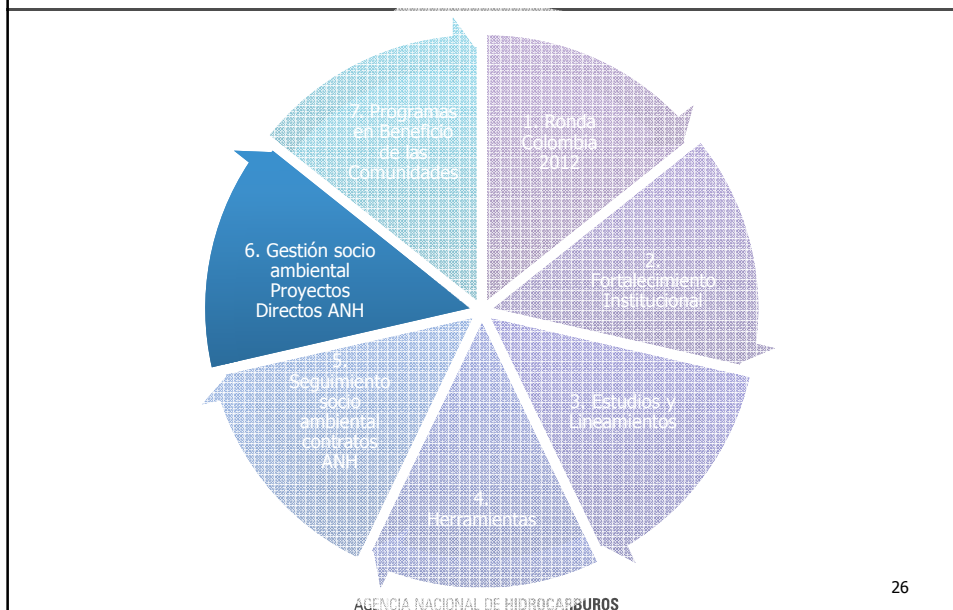 1. Ronda
Colombia
2012
2.
Fortalecimiento
Institucional
3. Estudios y
Lineamientos
4.
Herramientas
5.
Seguimiento
socio
ambiental
contratos
ANH
6. Gestión socio
ambiental
Proyectos
Directos ANH
7. Programas
en Beneficio
de las
Comunidades
AGENCIA NACIONAL DE HIDROCARBUROS
26